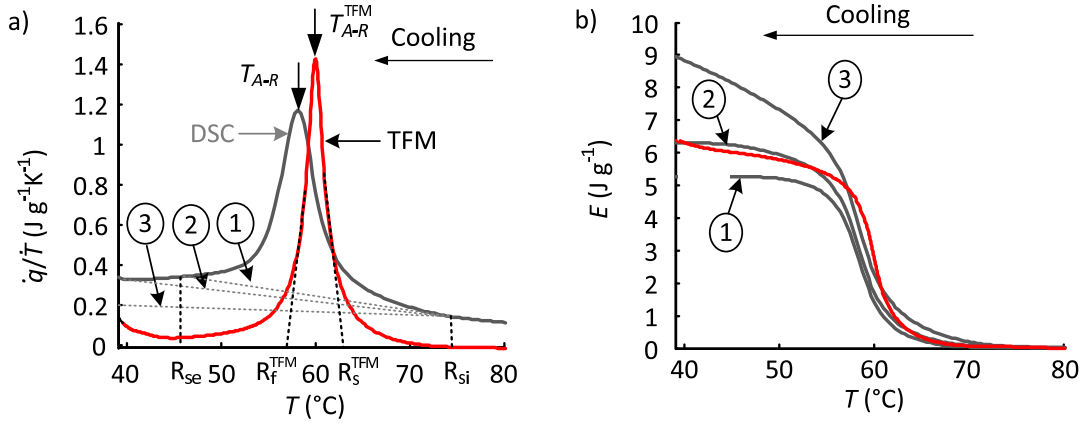 a)
q̇/Ṫ (J g⁻¹K⁻¹)
1.6
1.4
1.2
1
0.8
0.6
0.4
0.2
0
T_A-R^TFM
Cooling
T_A-R
DSC
TFM
3
2
1
40
50
60
70
80
R_se
R_f^TFM
R_s^TFM
R_si
T (°C)
b)
E (J g⁻¹)
Cooling
10
9
8
7
6
5
4
3
2
1
0
2
3
1
40
50
60
70
80
T (°C)